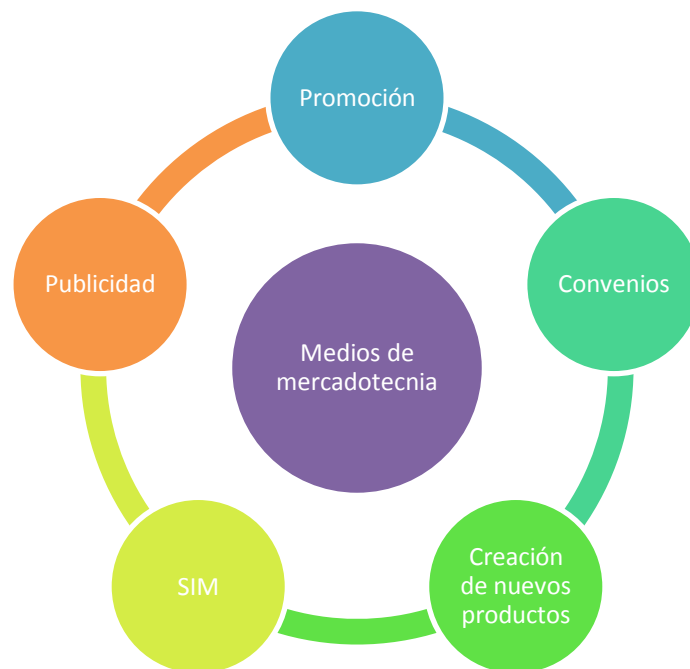 Promoción
Publicidad
Convenios
Medios de
mercadotecnia
SIM
Creación
de nuevos
productos